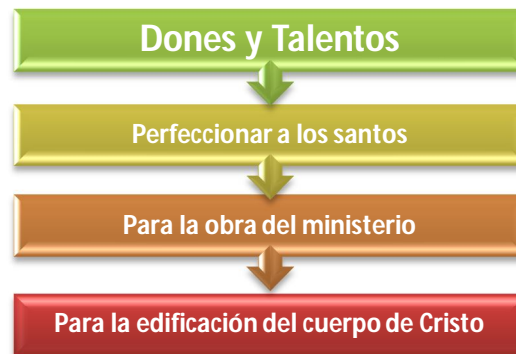 Dones y Talentos
Perfeccionar a los santos
Para la obra del ministerio
Para la edificación del cuerpo de Cristo